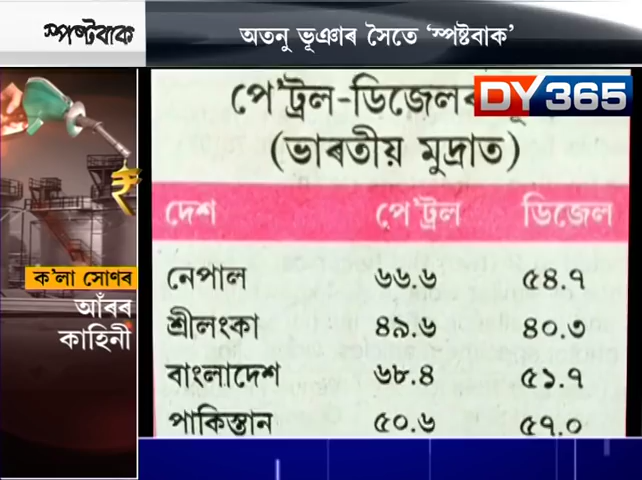 স্পষ্টবাক
অতনু ভূঞাৰ সৈতে ‘স্পষ্টবাক’
DY365
পে’ট্ৰল-ডিজেলৰ
(ভাৰতীয় মুদ্ৰাত)
দেশ পে’ট্ৰল ডিজেল
নেপাল ৬৬.৬ ৫৪.৭
শ্ৰীলংকা ৪৯.৬ ৪০.৩
বাংলাদেশ ৬৮.৪ ৫১.৭
পাকিস্তান ৫০.৬ ৫৭.০
ক’লা সোণৰ
আঁৰৰ
কাহিনী